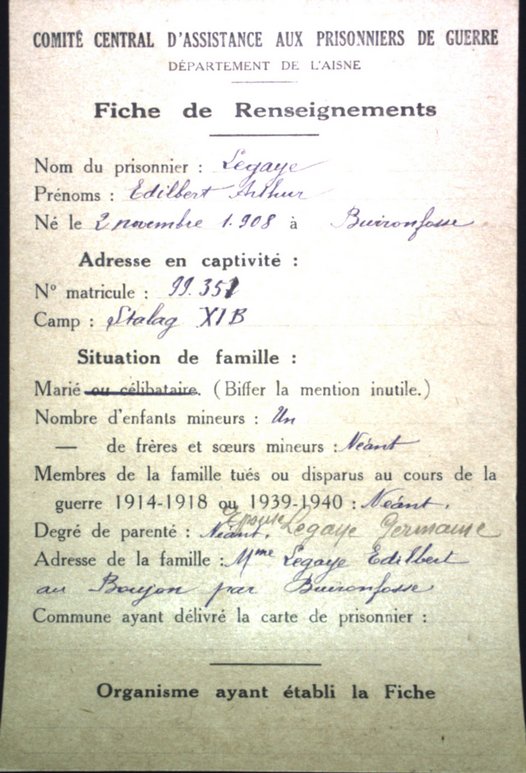 COMITÉ CENTRAL D'ASSISTANCE AUX PRISONNIERS DE GUERRE
DÉPARTEMENT DE L'AISNE
Fiche de Renseignements
Nom du prisonnier : Legaye
Prénoms : Edilbert Arthur
Né le 2 novembre 1.908 à Buironfosse
Adresse en captivité :
N° matricule : 99.351
Camp : Stalag XI B
Situation de famille :
Marié ou célibataire. (Biffer la mention inutile.)
Nombre d'enfants mineurs : Un
— de frères et sœurs mineurs : Néant
Membres de la famille tués ou disparus au cours de la
guerre 1914-1918 ou 1939-1940 : Néant.
Epouse Legaye Germaine
Degré de parenté : Néant.
Adresse de la famille : Mme Legaye Edilbert
au Boujon par Buironfosse
Commune ayant délivré la carte de prisonnier :
Organisme ayant établi la Fiche